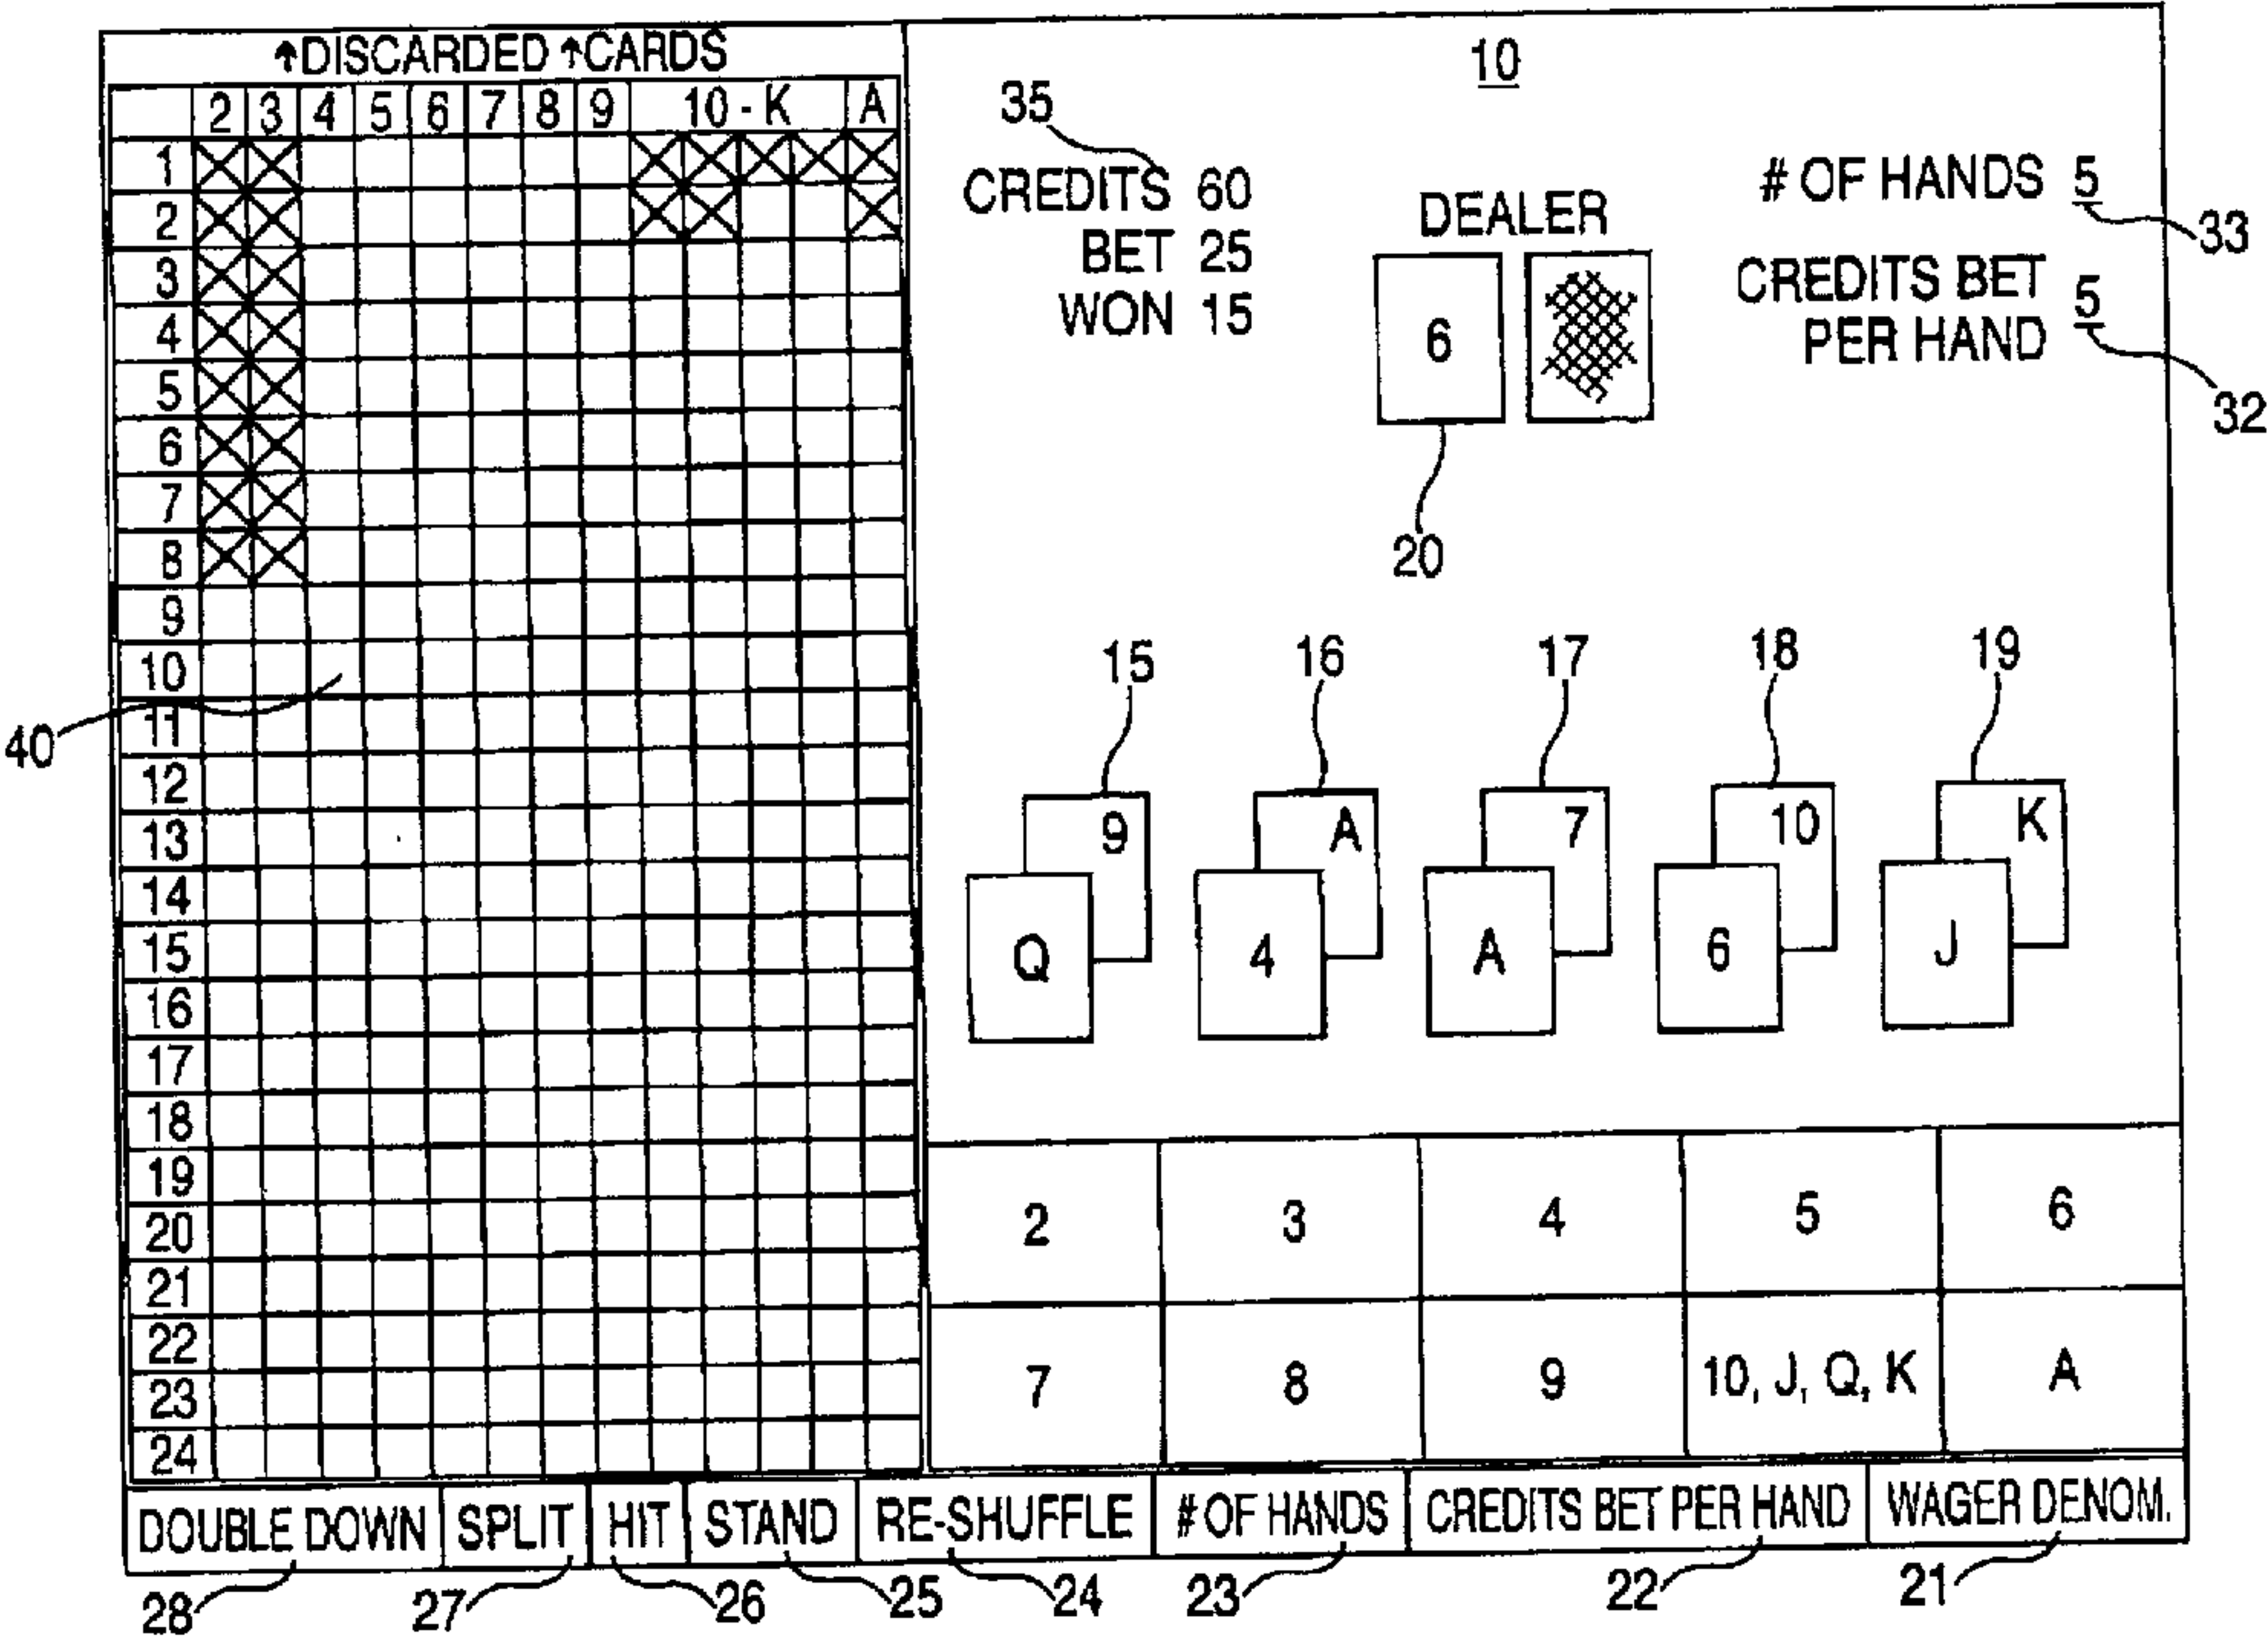 ↑DISCARDED ↑CARDS
2 3 4 5 6 7 8 9 10 - K A
1
2
3
4
5
6
7
8
9
10
11
12
13
14
15
16
17
18
19
20
21
22
23
24
40
10
35
CREDITS 60
BET 25
WON 15
DEALER
6
20
# OF HANDS 5
33
CREDITS BET
PER HAND 5
32
15 16 17 18 19
9 A 7 10 K
Q 4 A 6 J
2 3 4 5 6
7 8 9 10, J, Q, K A
DOUBLE DOWN SPLIT HIT STAND RE-SHUFFLE # OF HANDS CREDITS BET PER HAND WAGER DENOM.
28 27 26 25 24 23 22 21